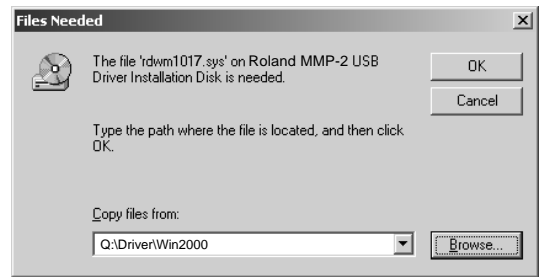 Files Needed
The file 'rdwm1017.sys' on Roland MMP-2 USB
Driver Installation Disk is needed.
OK
Cancel
Type the path where the file is located, and then click
OK.
Copy files from:
Q:\Driver\Win2000
Browse...